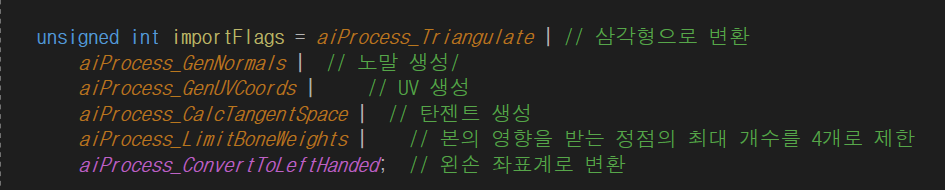 unsigned int importFlags = aiProcess_Triangulate | // 삼각형으로 변환
aiProcess_GenNormals | // 노말 생성/
aiProcess_GenUVCoords | // UV 생성
aiProcess_CalcTangentSpace | // 탄젠트 생성
aiProcess_LimitBoneWeights | // 본의 영향을 받는 정점의 최대 개수를 4개로 제한
aiProcess_ConvertToLeftHanded; // 왼손 좌표계로 변환